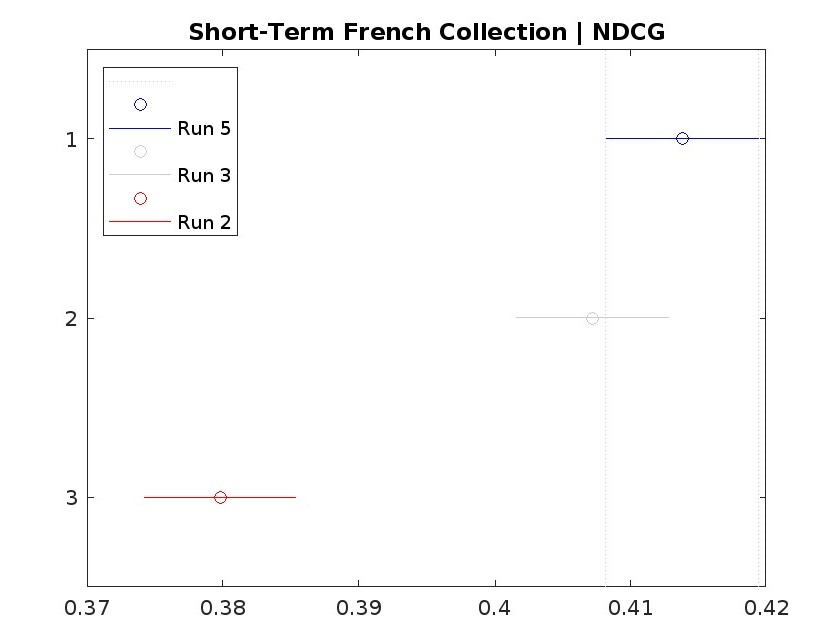 Short-Term French Collection | NDCG
Run 5
Run 3
Run 2
1
2
3
0.37 0.38 0.39 0.4 0.41 0.42